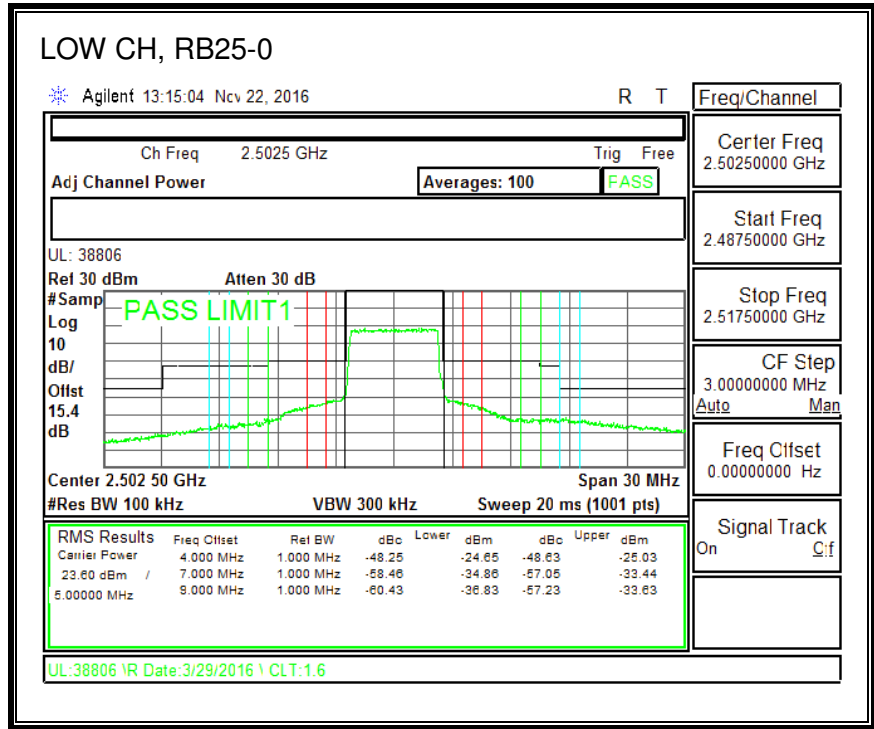 LOW CH, RB25-0
Agilent 13:15:04 Nov 22, 2016 R T
Freq/Channel
Ch Freq 2.5025 GHz Trig Free
Adj Channel Power Averages: 100 PASS
UL: 38806
Ref 30 dBm Atten 30 dB
#Samp
Log
10
dB/
Offst
15.4
dB
PASS LIMIT1
Center 2.502 50 GHz Span 30 MHz
#Res BW 100 kHz VBW 300 kHz Sweep 20 ms (1001 pts)
RMS Results Freq Offset Ref BW dBc Lower dBm dBc Upper dBm
Carrier Power 4.000 MHz 1.000 MHz -48.25 -24.65 -48.63 -25.03
23.60 dBm / 7.000 MHz 1.000 MHz -58.46 -34.86 -57.05 -33.44
5.00000 MHz 9.000 MHz 1.000 MHz -60.43 -36.83 -57.23 -33.63
UL:38806 \R Date:3/29/2016 \ CLT:1.6
Center Freq
2.50250000 GHz
Start Freq
2.48750000 GHz
Stop Freq
2.51750000 GHz
CF Step
3.00000000 MHz
Auto Man
Freq Offset
0.00000000 Hz
Signal Track
On Off